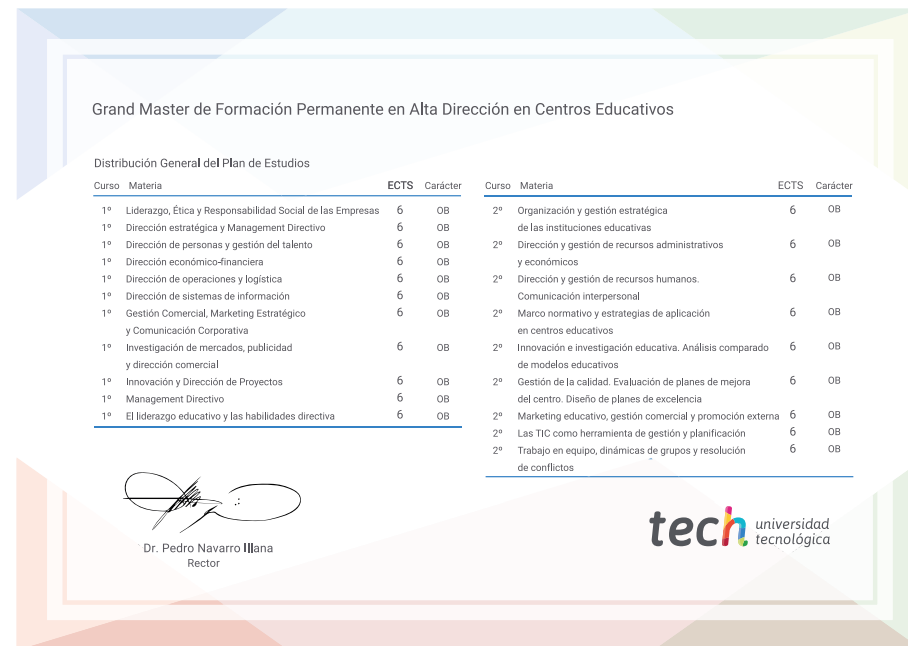 Grand Master de Formación Permanente en Alta Dirección en Centros Educativos
Distribución General del Plan de Estudios
Curso Materia ECTS Carácter
1º Liderazgo, Ética y Responsabilidad Social de las Empresas 6 OB
1º Dirección estratégica y Management Directivo 6 OB
1º Dirección de personas y gestión del talento 6 OB
1º Dirección económico-financiera 6 OB
1º Dirección de operaciones y logística 6 OB
1º Dirección de sistemas de información 6 OB
1º Gestión Comercial, Marketing Estratégico 6 OB
y Comunicación Corporativa
1º Investigación de mercados, publicidad 6 OB
y dirección comercial
1º Innovación y Dirección de Proyectos 6 OB
1º Management Directivo 6 OB
1º El liderazgo educativo y las habilidades directiva 6 OB
Curso Materia ECTS Carácter
2º Organización y gestión estratégica 6 OB
de las instituciones educativas
2º Dirección y gestión de recursos administrativos 6 OB
y económicos
2º Dirección y gestión de recursos humanos. 6 OB
Comunicación interpersonal
2º Marco normativo y estrategias de aplicación 6 OB
en centros educativos
2º Innovación e investigación educativa. Análisis comparado 6 OB
de modelos educativos
2º Gestión de la calidad. Evaluación de planes de mejora 6 OB
del centro. Diseño de planes de excelencia
2º Marketing educativo, gestión comercial y promoción externa 6 OB
2º Las TIC como herramienta de gestión y planificación 6 OB
2º Trabajo en equipo, dinámicas de grupos y resolución 6 OB
de conflictos
Dr. Pedro Navarro Illana
Rector
tech universidad
tecnológica